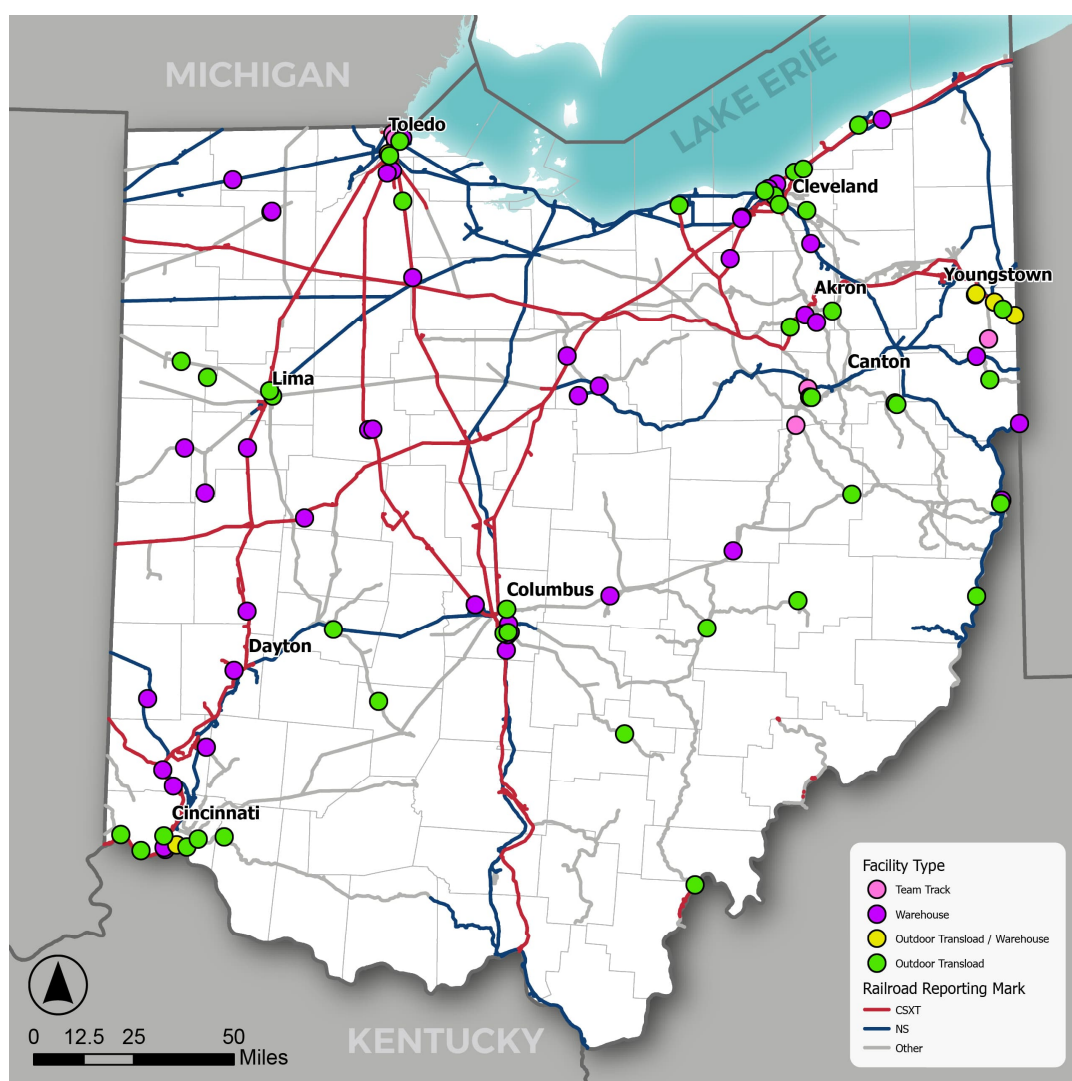 MICHIGAN
LAKE ERIE
Toledo
Cleveland
Youngstown
Akron
Canton
Lima
Columbus
Dayton
Cincinnati
KENTUCKY
0 12.5 25 50
Miles
Facility Type
Team Track
Warehouse
Outdoor Transload / Warehouse
Outdoor Transload
Railroad Reporting Mark
CSXT
NS
Other